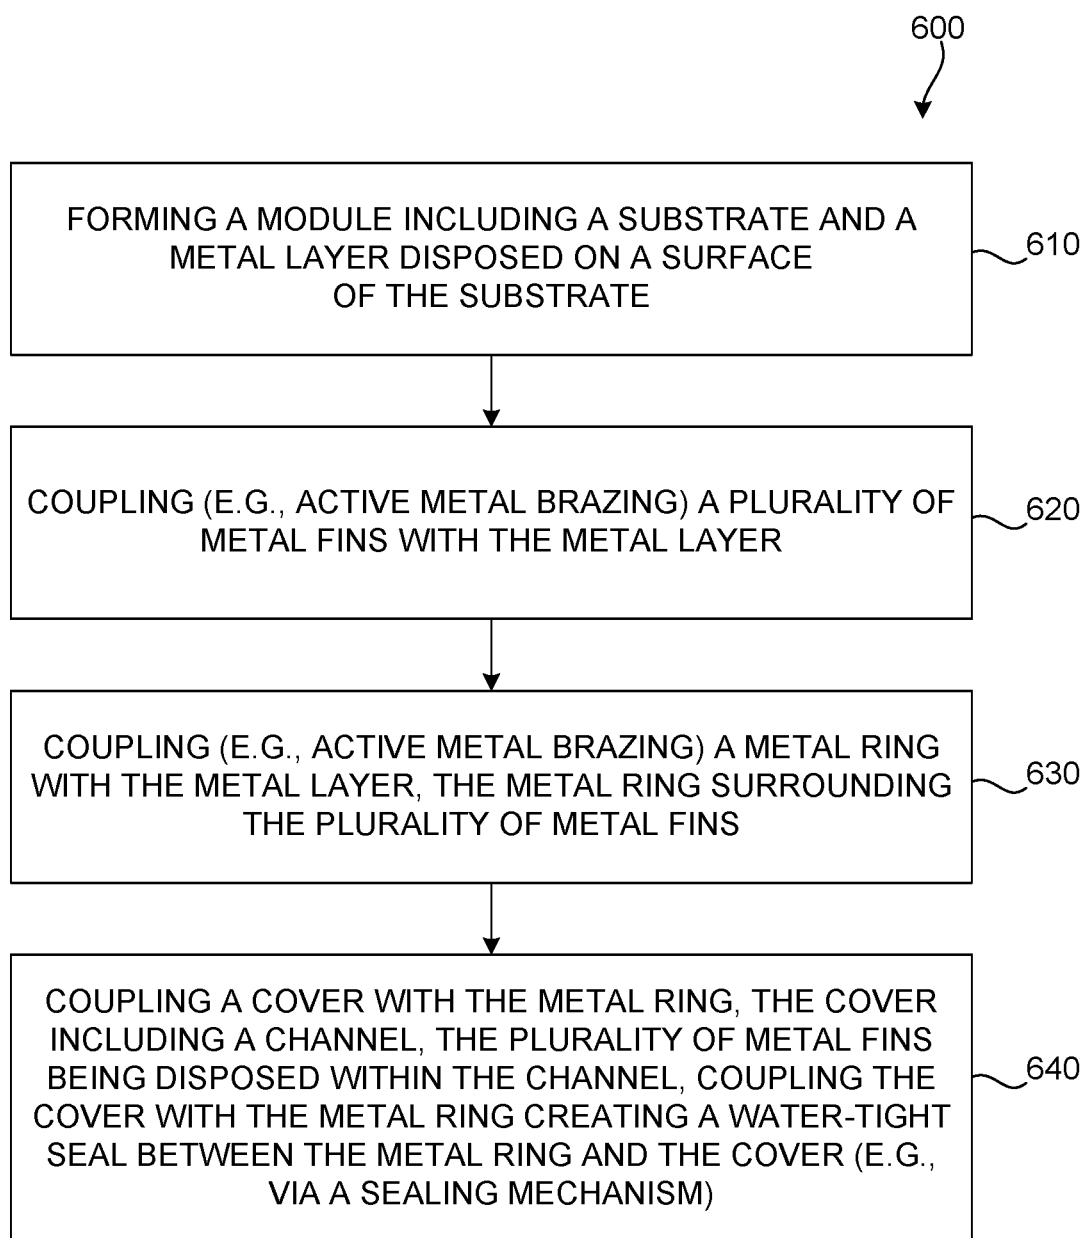 600
FORMING A MODULE INCLUDING A SUBSTRATE AND A
METAL LAYER DISPOSED ON A SURFACE
OF THE SUBSTRATE
610
COUPLING (E.G., ACTIVE METAL BRAZING) A PLURALITY OF
METAL FINS WITH THE METAL LAYER
620
COUPLING (E.G., ACTIVE METAL BRAZING) A METAL RING
WITH THE METAL LAYER, THE METAL RING SURROUNDING
THE PLURALITY OF METAL FINS
630
COUPLING A COVER WITH THE METAL RING, THE COVER
INCLUDING A CHANNEL, THE PLURALITY OF METAL FINS
BEING DISPOSED WITHIN THE CHANNEL, COUPLING THE
COVER WITH THE METAL RING CREATING A WATER-TIGHT
SEAL BETWEEN THE METAL RING AND THE COVER (E.G.,
VIA A SEALING MECHANISM)
640